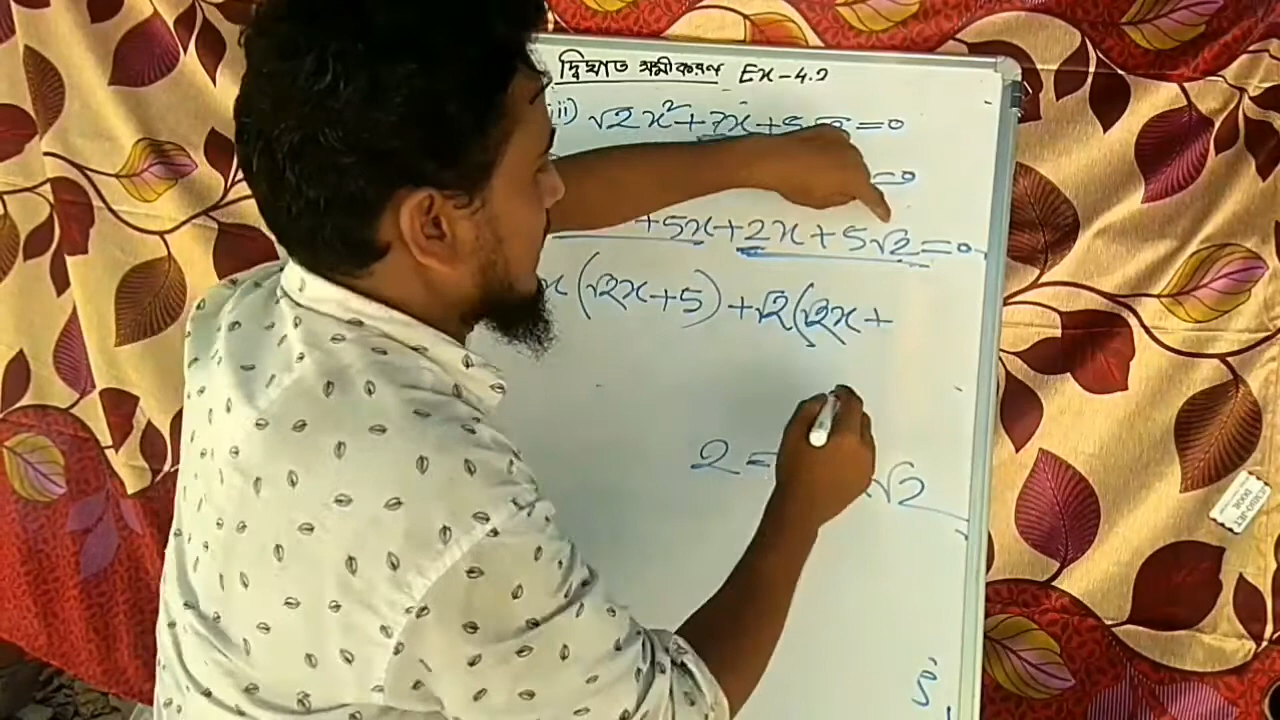 দ্বিঘাত সমীকরণ Ex-4.2
ii) √2x²+7x+5√2=0
=0
+5x+2x+5√2=0
x(√2x+5)+√2(√2x+
2=
√2